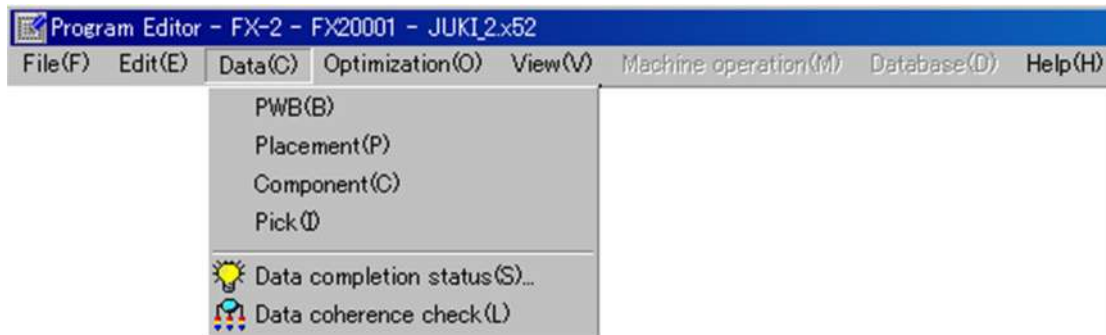 Program Editor - FX-2 - FX20001 - JUKI_2.x52
File(F) Edit(E) Data(C) Optimization(O) View(V) Machine operation(M) Database(D) Help(H)
PWB(B)
Placement(P)
Component(C)
Pick(I)
Data completion status(S)...
Data coherence check(L)